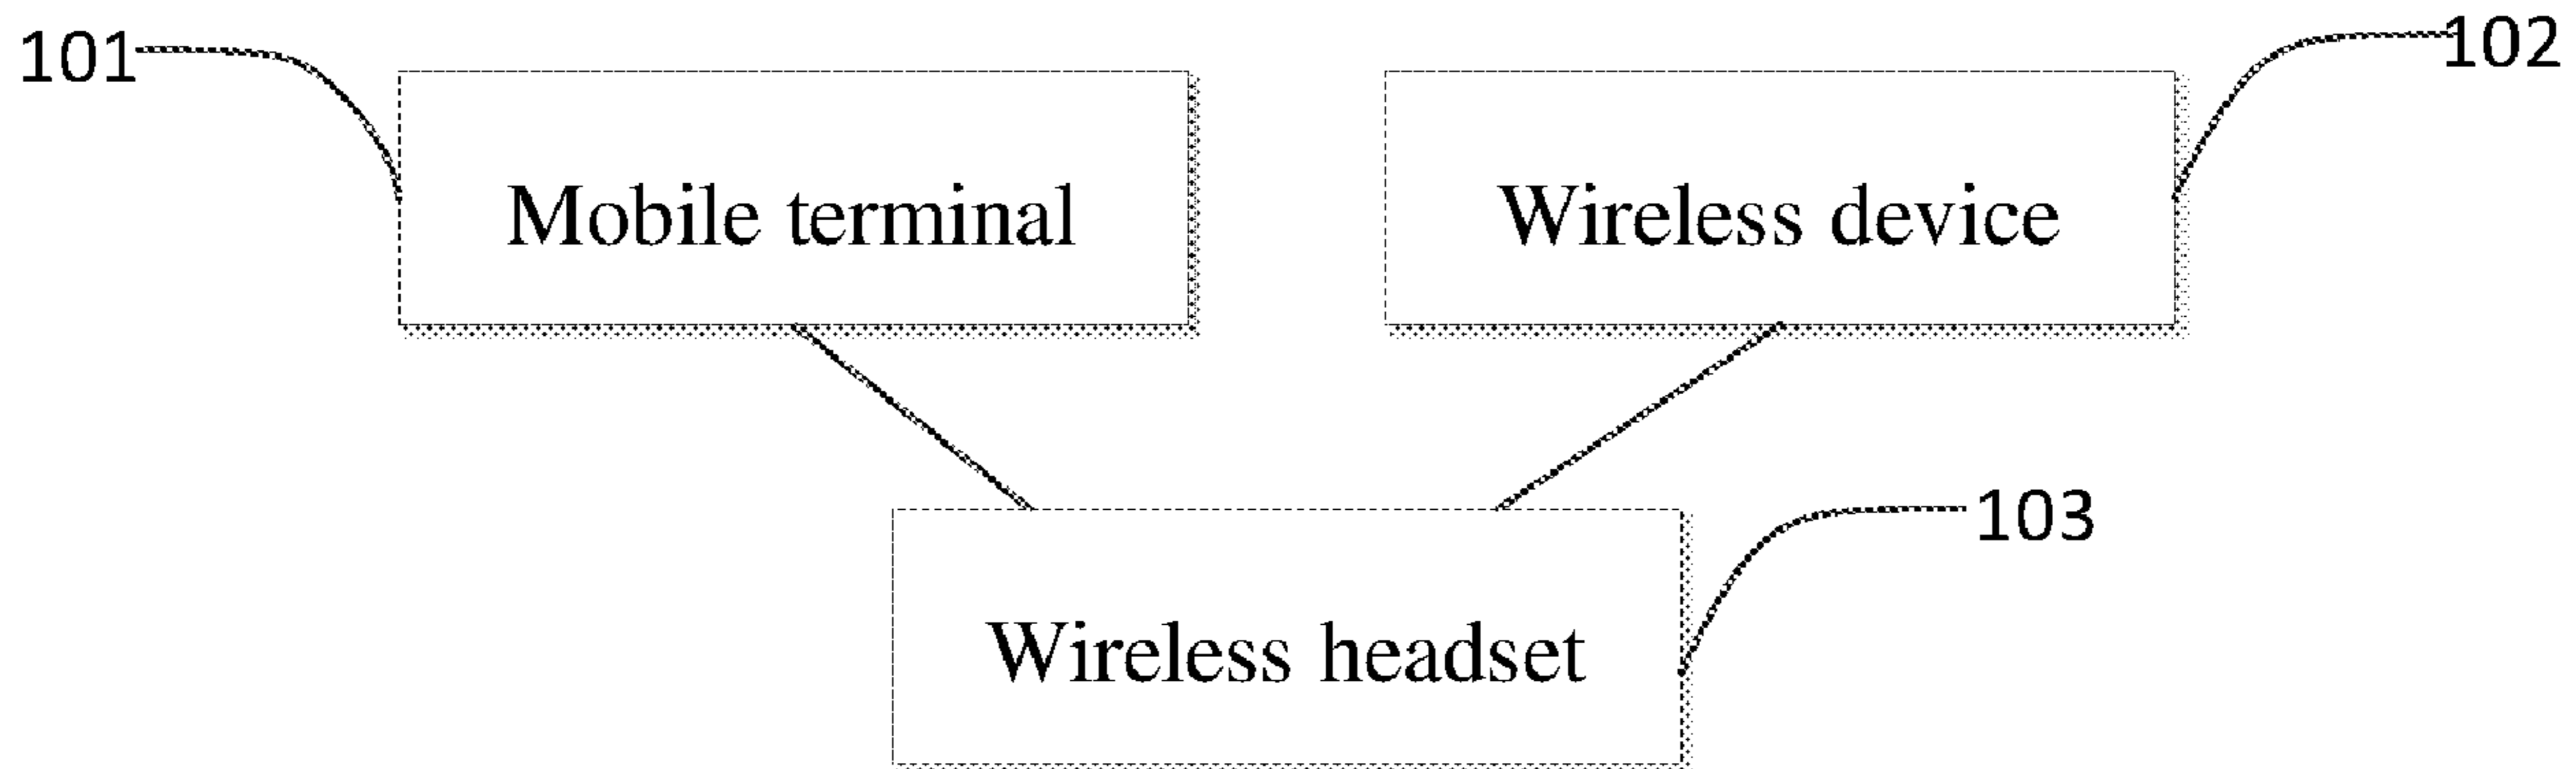 101
102
Mobile terminal
Wireless device
103
Wireless headset